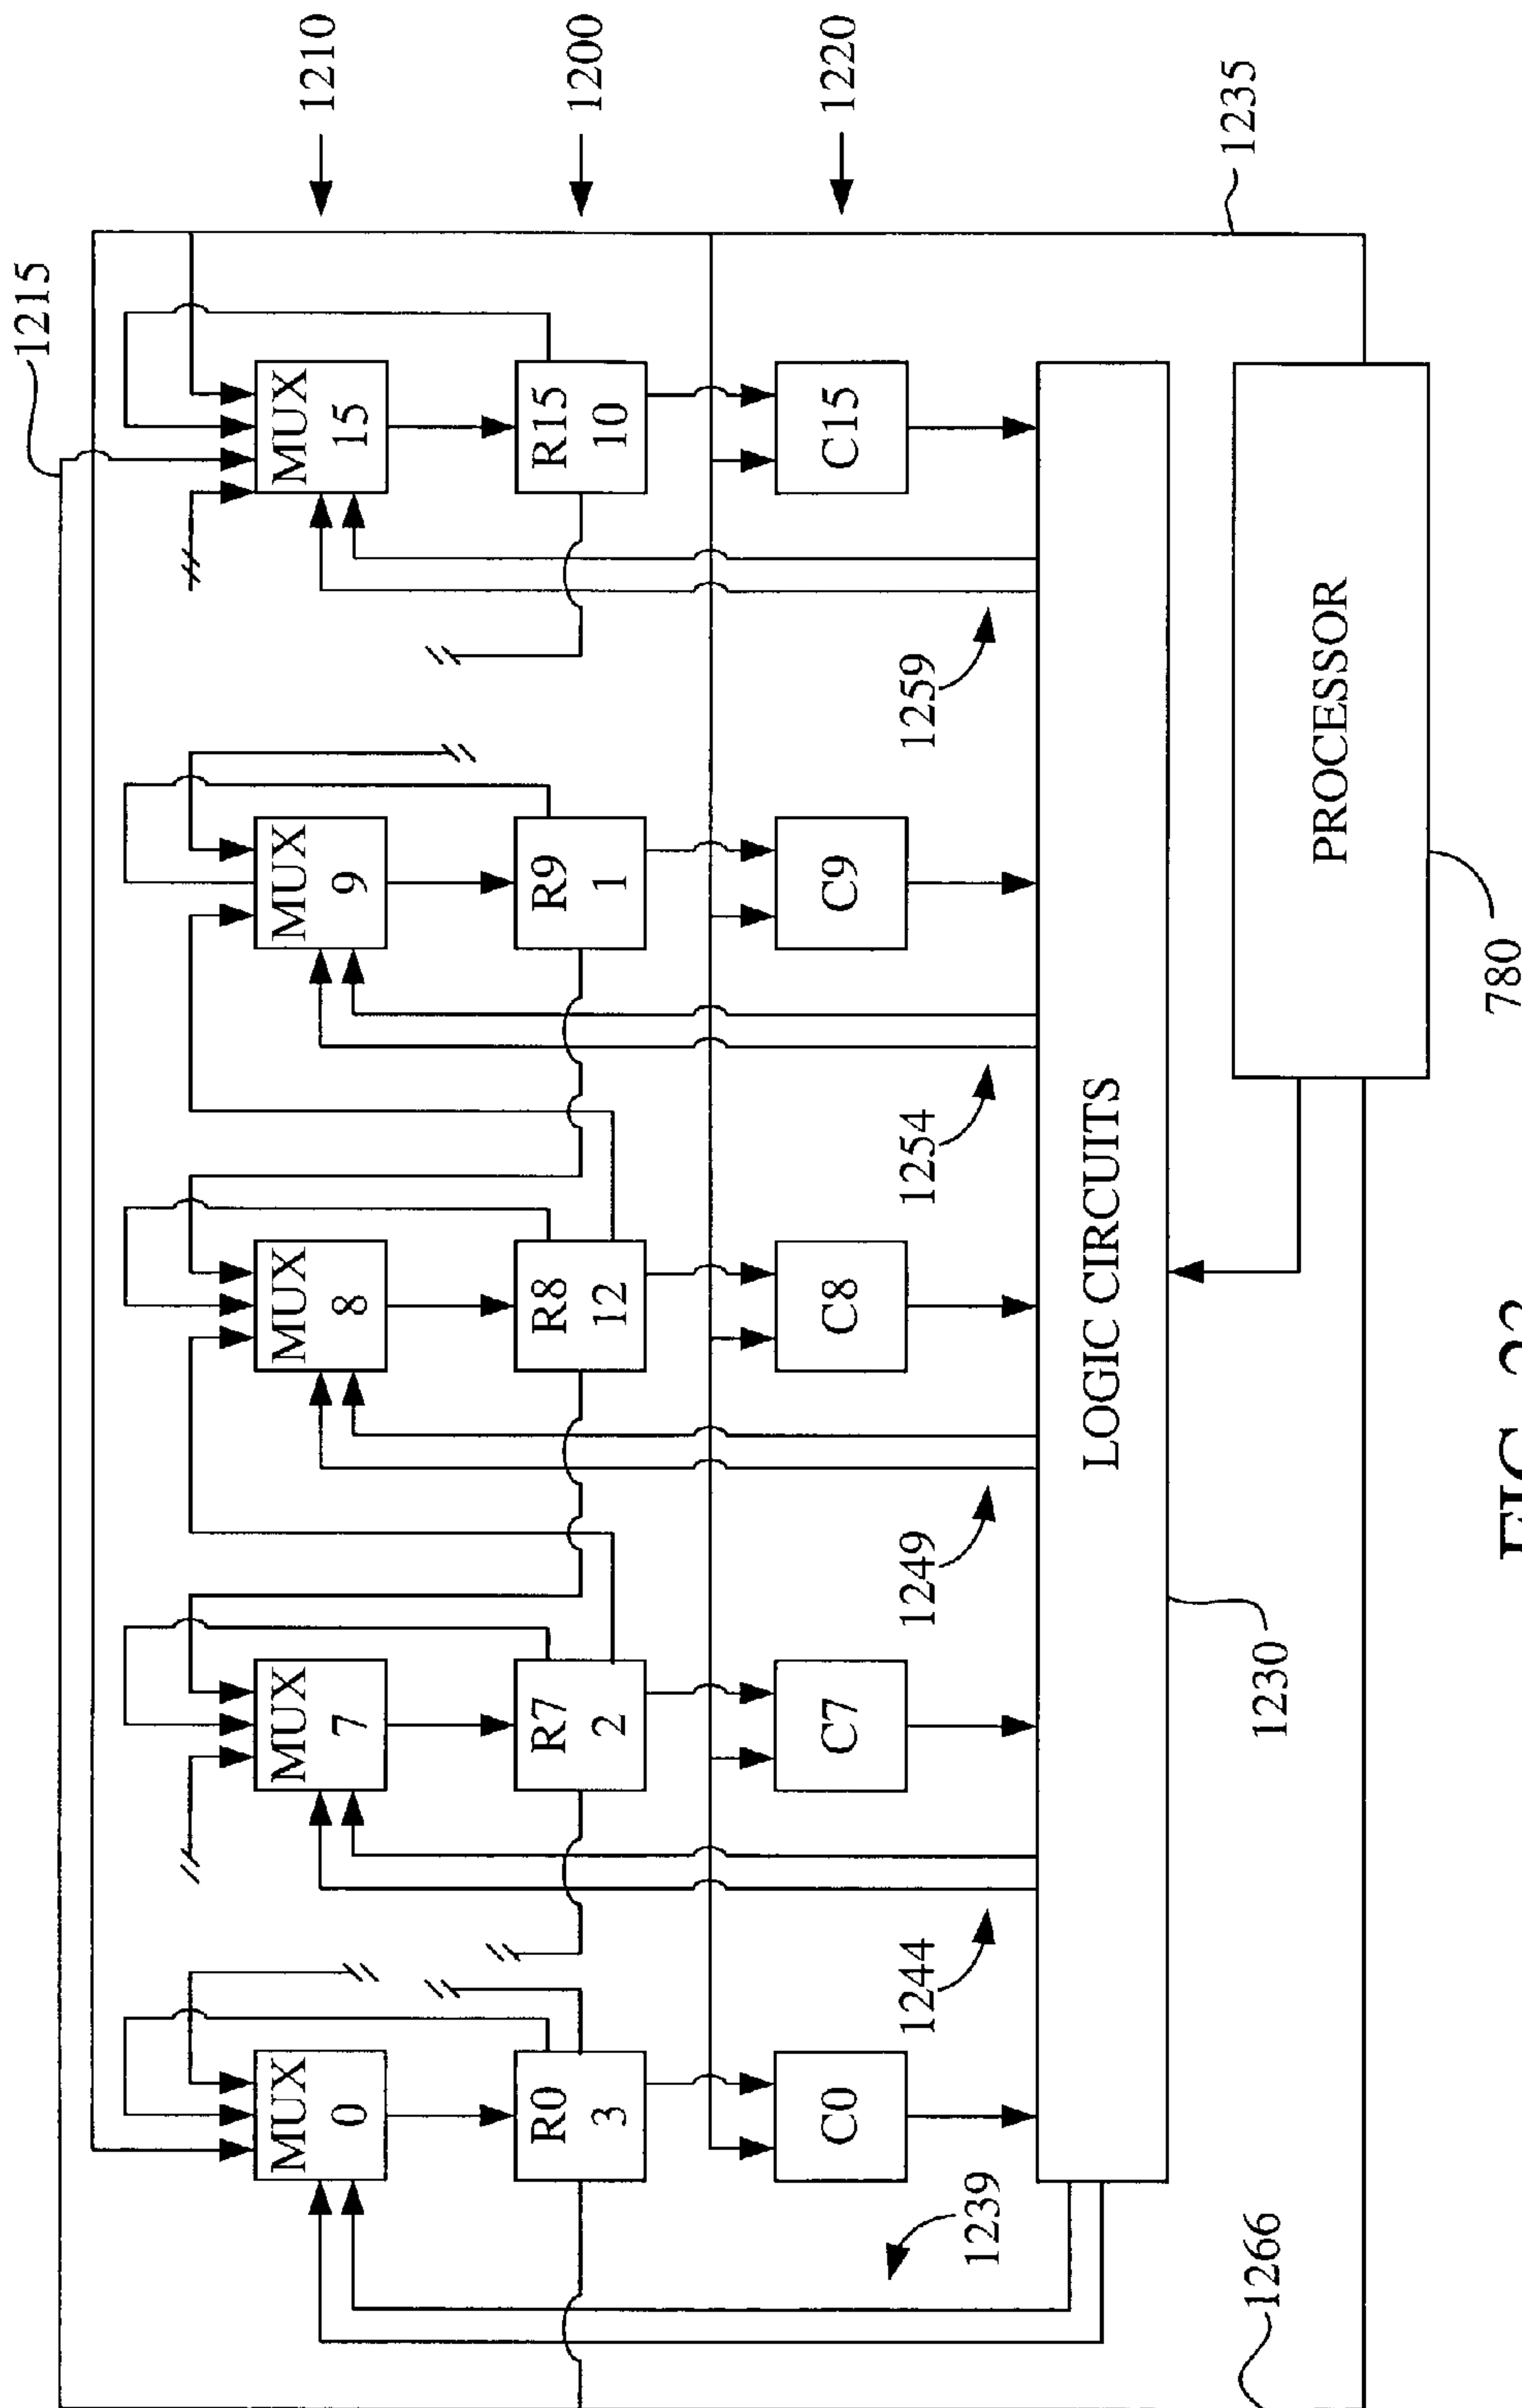 1215
MUX 0
MUX 7
MUX 8
MUX 9
MUX 15
1210
R0 3
R7 2
R8 12
R9 1
R15 10
1200
C0
C7
C8
C9
C15
1220
1239
1244
1249
1254
1259
LOGIC CIRCUITS
1266
1230
1235
PROCESSOR
780